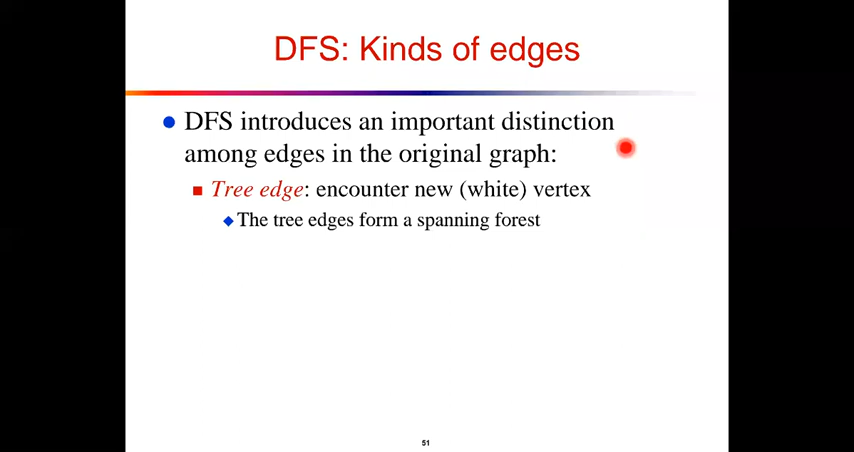 DFS: Kinds of edges
DFS introduces an important distinction
among edges in the original graph:
Tree edge: encounter new (white) vertex
The tree edges form a spanning forest
51